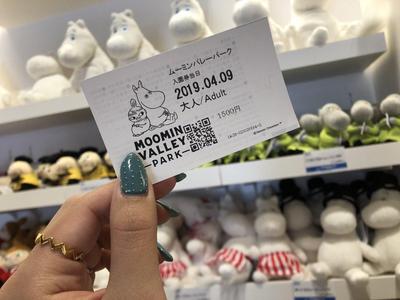 ムーミンバレーパーク
入園券当日
2019.04.09
大人/Adult
1500円
MOOMIN
VALLEY
PARK